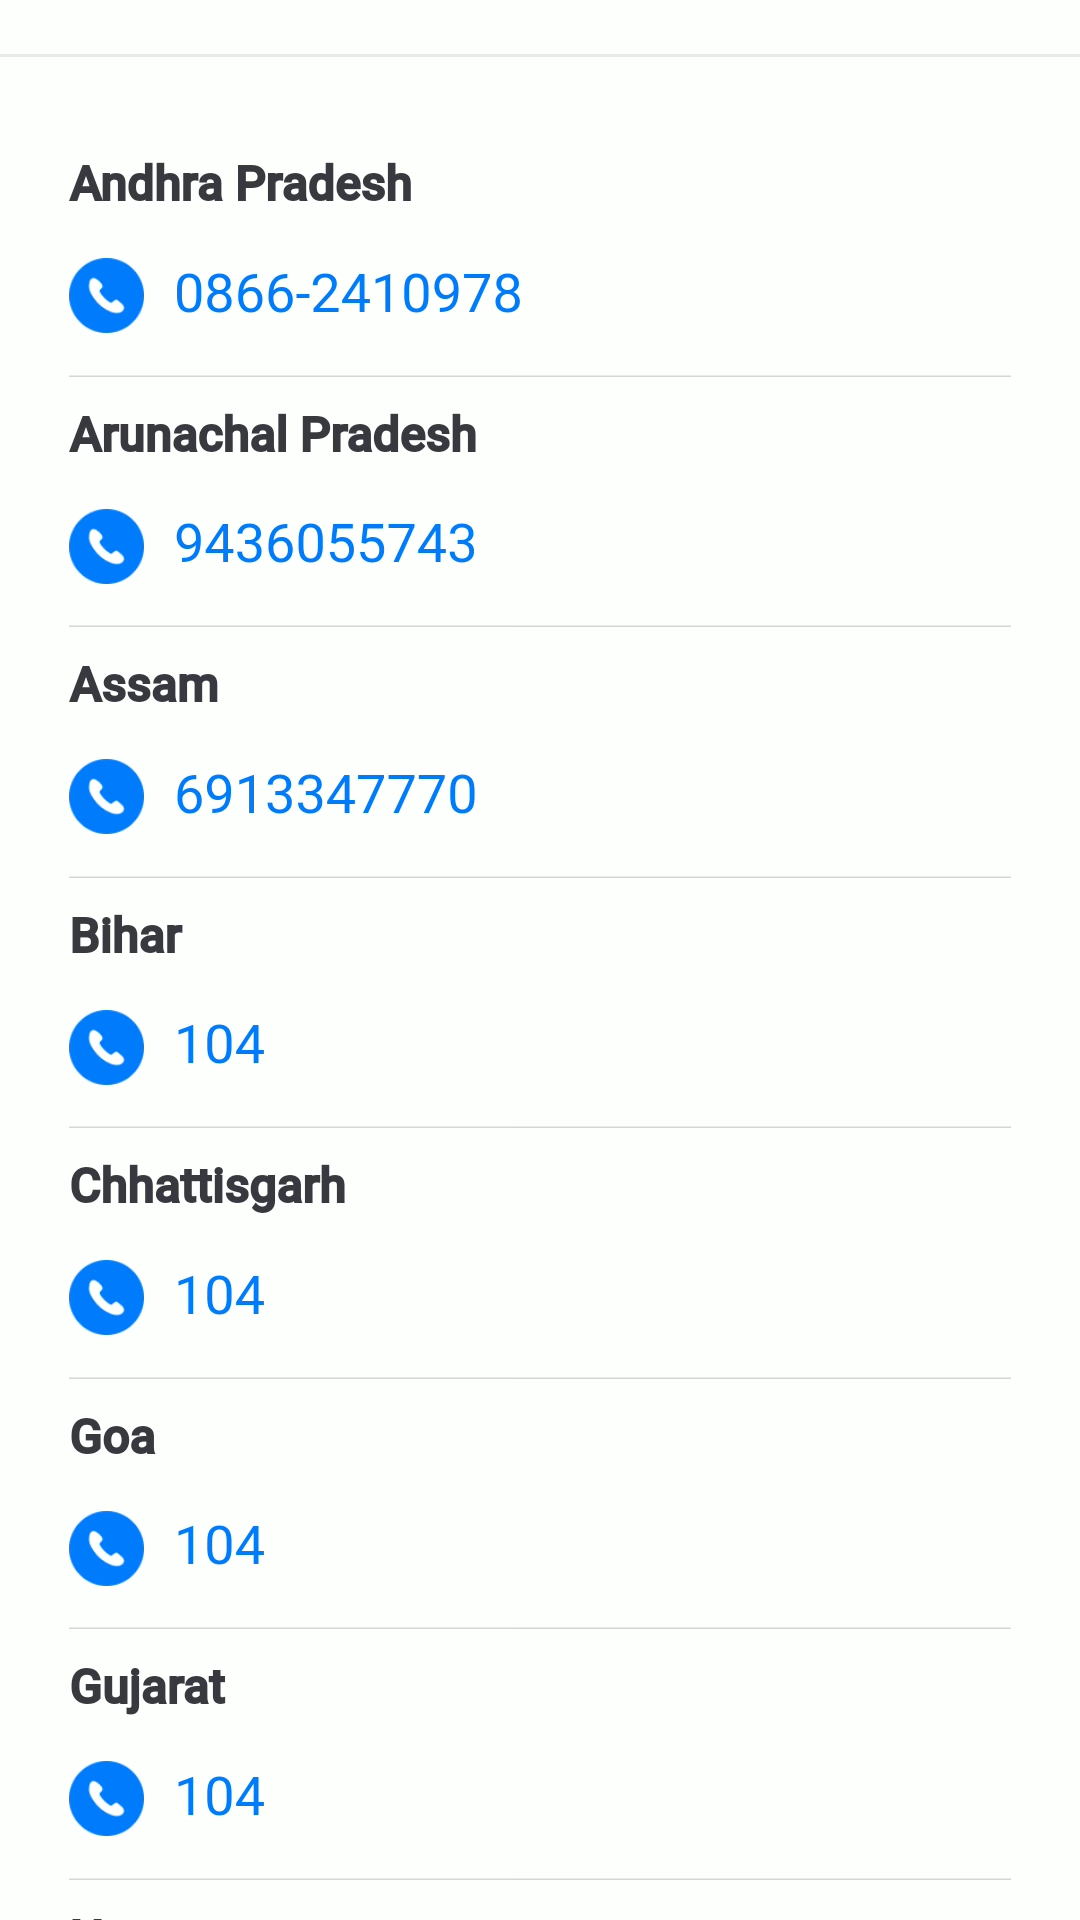 Andhra Pradesh
0866-2410978
Arunachal Pradesh
9436055743
Assam
6913347770
Bihar
104
Chhattisgarh
104
Goa
104
Gujarat
104